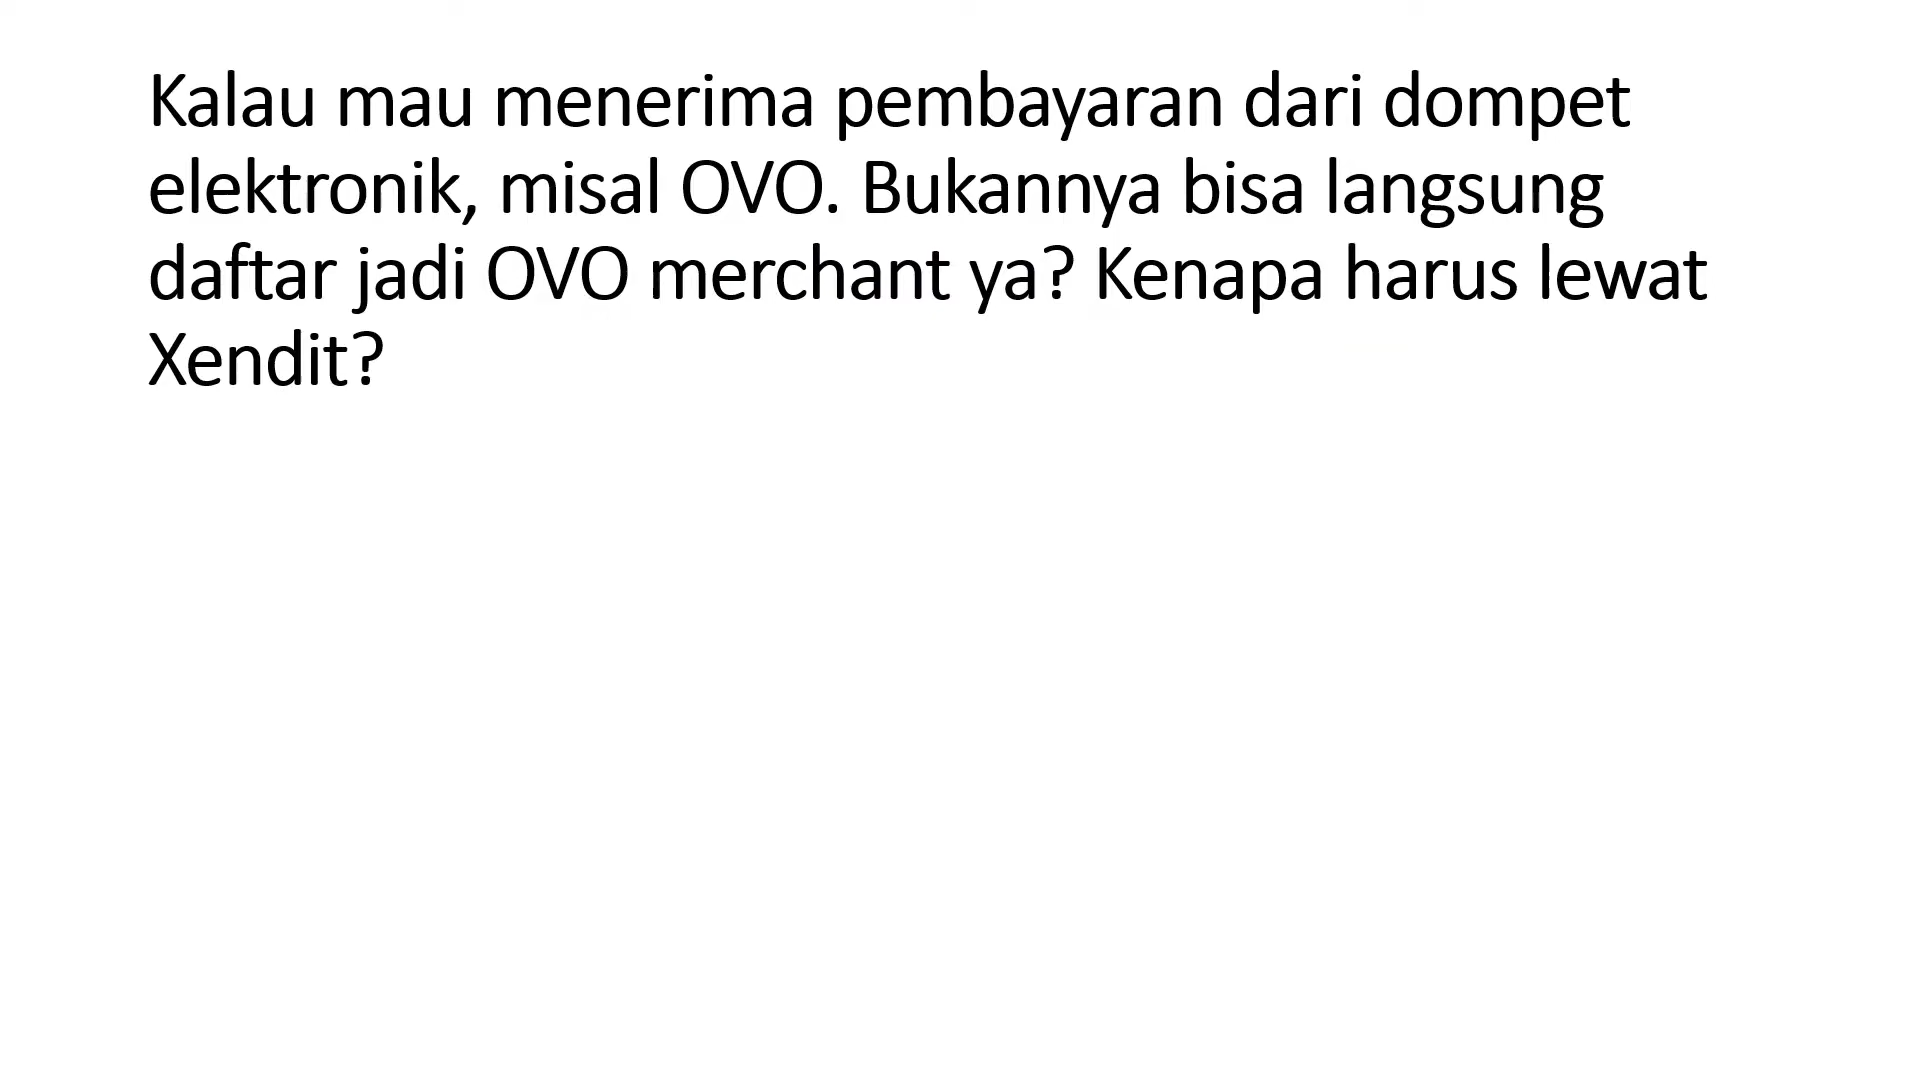 Kalau mau menerima pembayaran dari dompet
elektronik, misal OVO. Bukannya bisa langsung
daftar jadi OVO merchant ya? Kenapa harus lewat
Xendit?